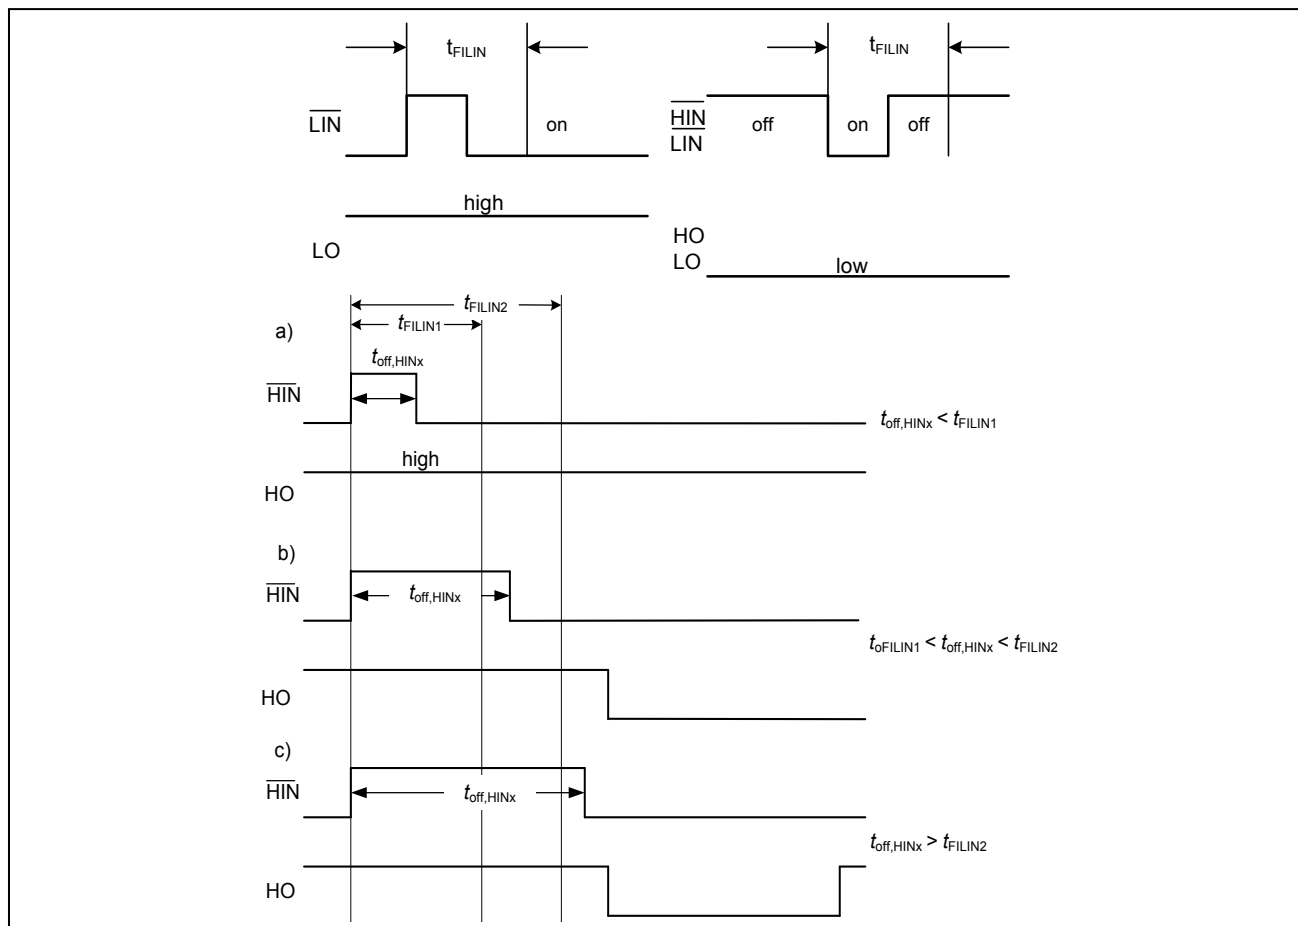 tFILIN
tFILIN
LIN
on
HIN
LIN
off
on
off
high
LO
HO
LO
low
tFILIN2
tFILIN1
a)
toff,HINx
HIN
toff,HINx < tFILIN1
high
HO
b)
HIN
toff,HINx
toFILIN1 < toff,HINx < tFILIN2
HO
c)
HIN
toff,HINx
toff,HINx > tFILIN2
HO